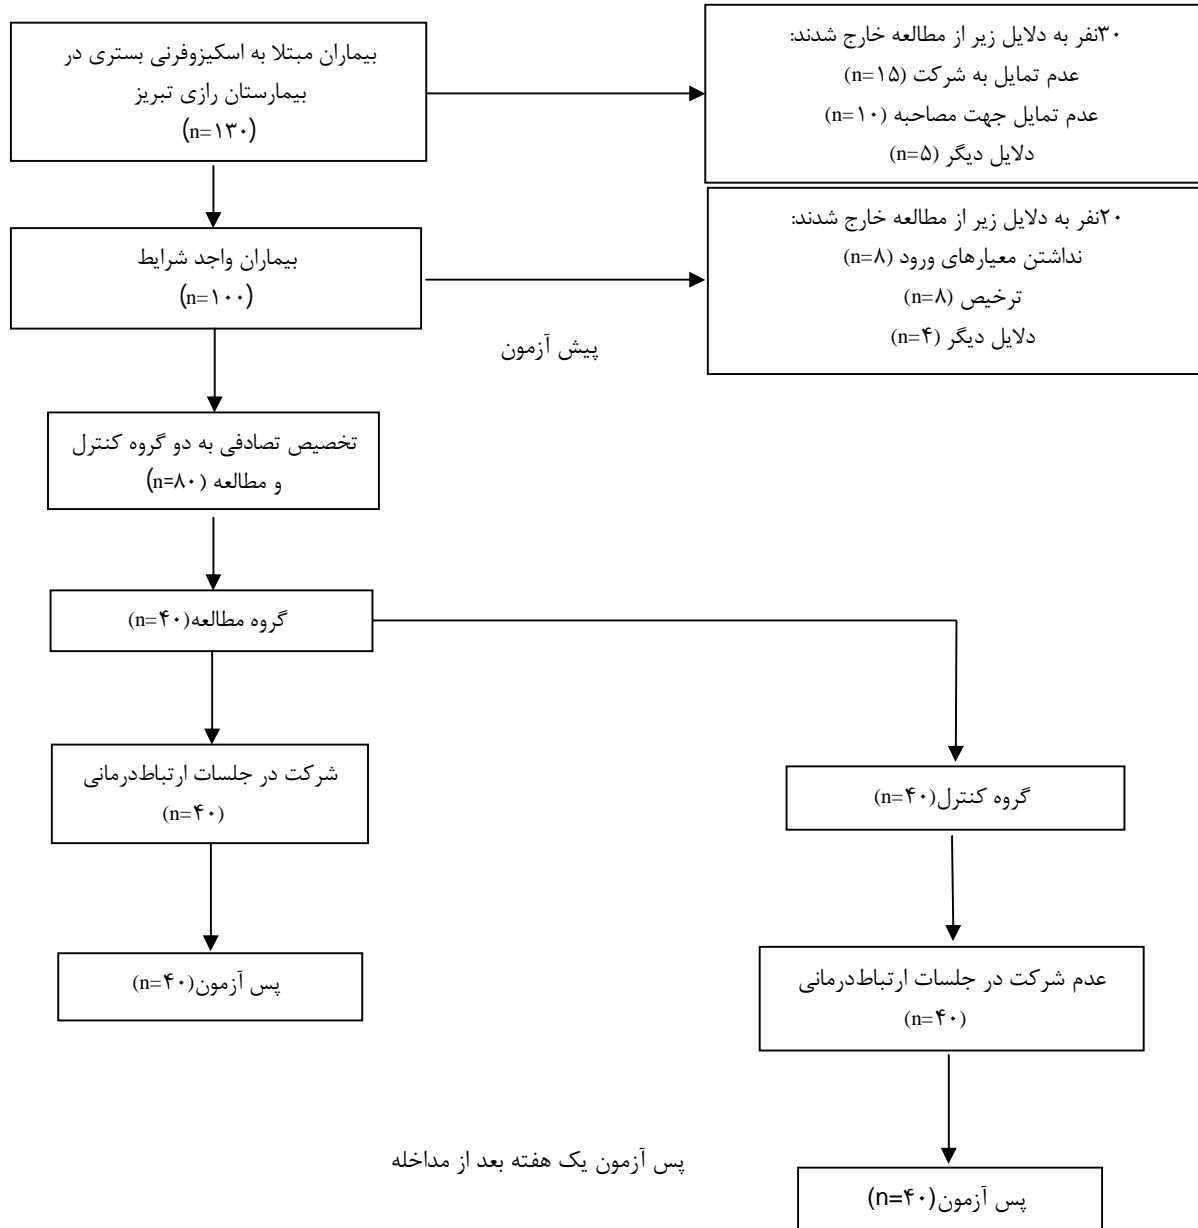 بیماران مبتلا به اسکیزوفرنی بستری در
بیمارستان رازی تبریز
(n=۱۳۰)
۳۰نفر به دلایل زیر از مطالعه خارج شدند:
عدم تمایل به شرکت (n=۱۵)
عدم تمایل جهت مصاحبه (n=۱۰)
دلایل دیگر (n=۵)
بیماران واجد شرایط
(n=۱۰۰)
۲۰نفر به دلایل زیر از مطالعه خارج شدند:
نداشتن معیارهای ورود (n=۸)
ترخیص (n=۸)
دلایل دیگر (n=۴)
پیش آزمون
تخصیص تصادفی به دو گروه کنترل
و مطالعه (n=۸۰)
گروه مطالعه(n=۴۰)
شرکت در جلسات ارتباط‌درمانی
(n=۴۰)
گروه کنترل(n=۴۰)
پس آزمون(n=۴۰)
عدم شرکت در جلسات ارتباط‌درمانی
(n=۴۰)
پس آزمون یک هفته بعد از مداخله
پس آزمون(n=۴۰)